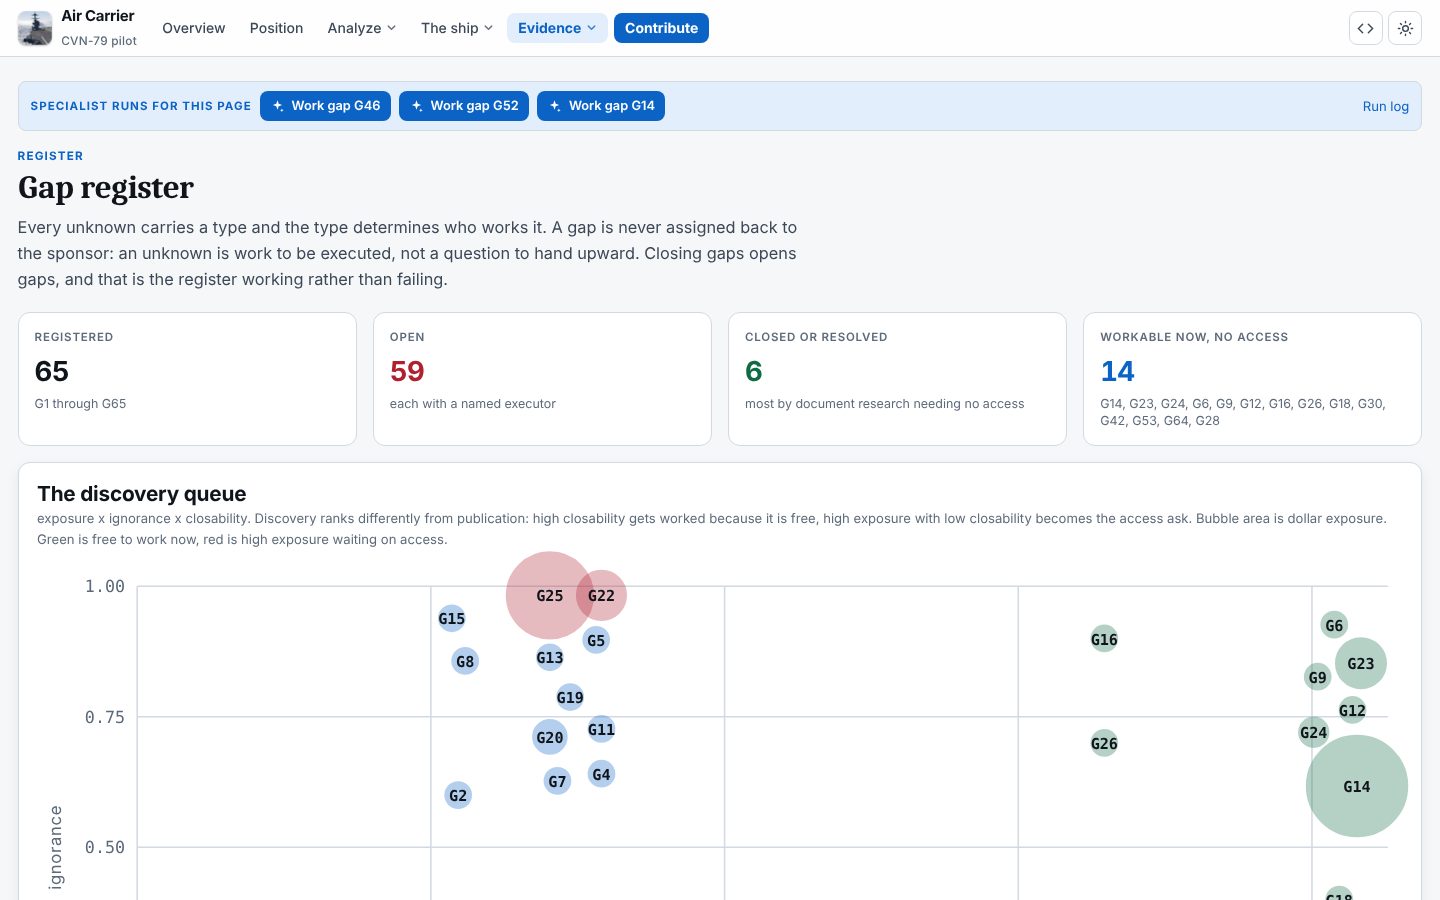 Air Carrier
CVN-79 pilot
Overview
Position
Analyze
The ship
Evidence
Contribute
SPECIALIST RUNS FOR THIS PAGE
Work gap G46
Work gap G52
Work gap G14
Run log
REGISTER
Gap register
Every unknown carries a type and the type determines who works it. A gap is never assigned back to
the sponsor: an unknown is work to be executed, not a question to hand upward. Closing gaps opens
gaps, and that is the register working rather than failing.
REGISTERED
65
G1 through G65
OPEN
59
each with a named executor
CLOSED OR RESOLVED
6
most by document research needing no access
WORKABLE NOW, NO ACCESS
14
G14, G23, G24, G6, G9, G12, G16, G26, G18, G30,
G42, G53, G64, G28
The discovery queue
exposure x ignorance x closability. Discovery ranks differently from publication: high closability gets worked because it is free, high exposure with low closability becomes the access ask. Bubble area is dollar exposure.
Green is free to work now, red is high exposure waiting on access.
1.00
G25
G22
G15
G5
G16
G6
G8
G13
G23
G9
G19
0.75
G12
G20
G11
G24
G26
G7
G4
G14
G2
0.50
ignorance
G18